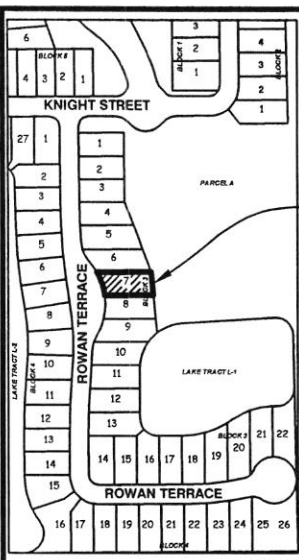 6
BLOCK 5
4 3 2 1
3
BLOCK 1
2
1
4
BLOCK 2
3
2
1
KNIGHT STREET
27 1
2
3
4
5
6
7
8
9
10
11
12
13
14
15
BLOCK 4
LAKE TRACT L-2
ROWAN TERRACE
1
2
3
4
5
6
7
BLOCK 3
8
9
10
11
12
13
PARCEL A
LAKE TRACT L-1
14 15 16 17 18 19 20 21 22
BLOCK 3
ROWAN TERRACE
16 17 18 19 20 21 22 23 24 25 26
BLOCK 4